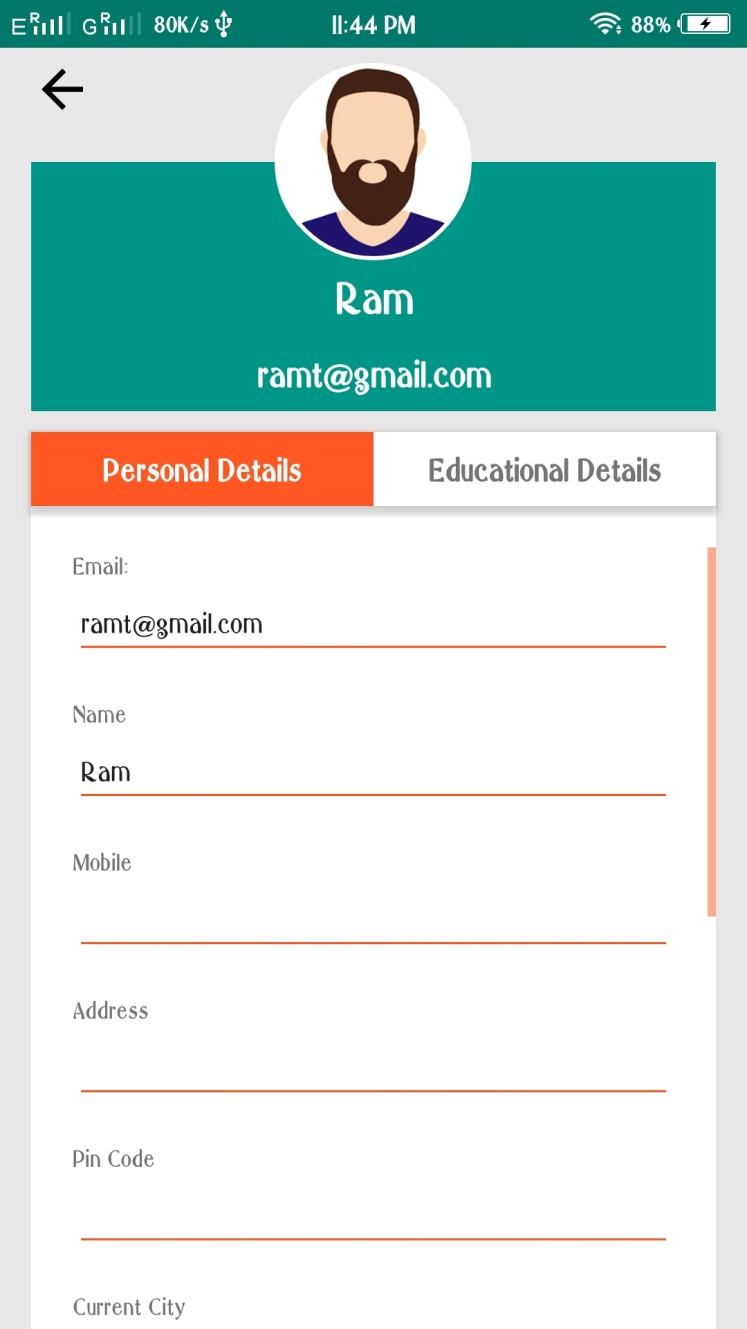 E R G R 80K/s 11:44 PM 88%
Ram
ramt@gmail.com
Personal Details Educational Details
Email:
ramt@gmail.com
Name
Ram
Mobile
Address
Pin Code
Current City